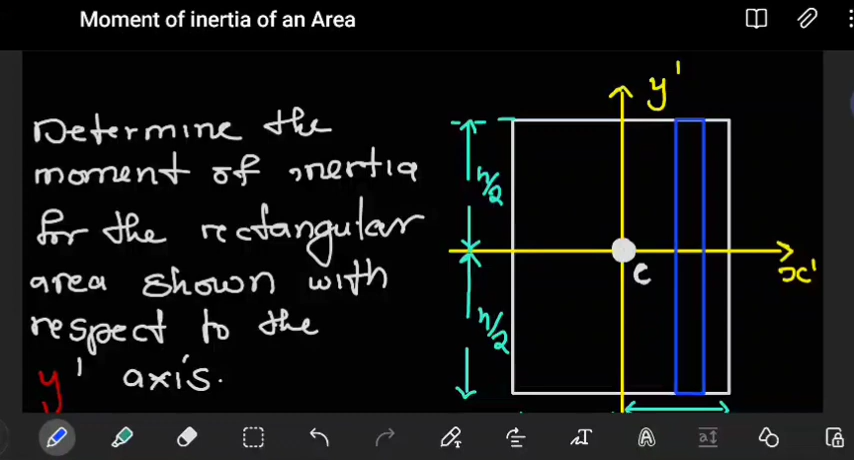 Moment of inertia of an Area
Determine the
moment of inertia
for the rectangular
area shown with
respect to the
y' axis.
y'
h/2
x'
c
h/2